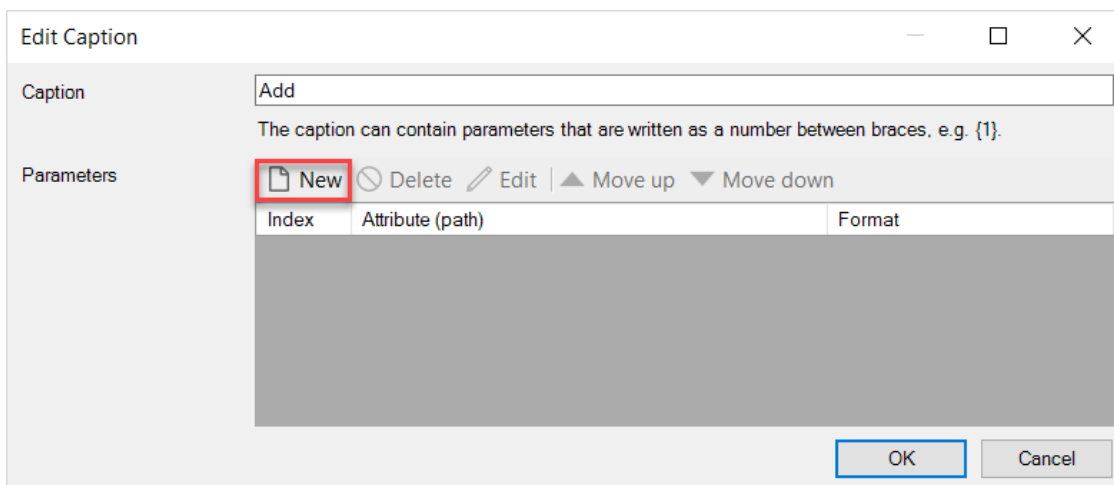 Edit Caption
Caption
Add
The caption can contain parameters that are written as a number between braces, e.g. {1}.
Parameters
New Delete Edit Move up Move down
Index Attribute (path) Format
OK Cancel